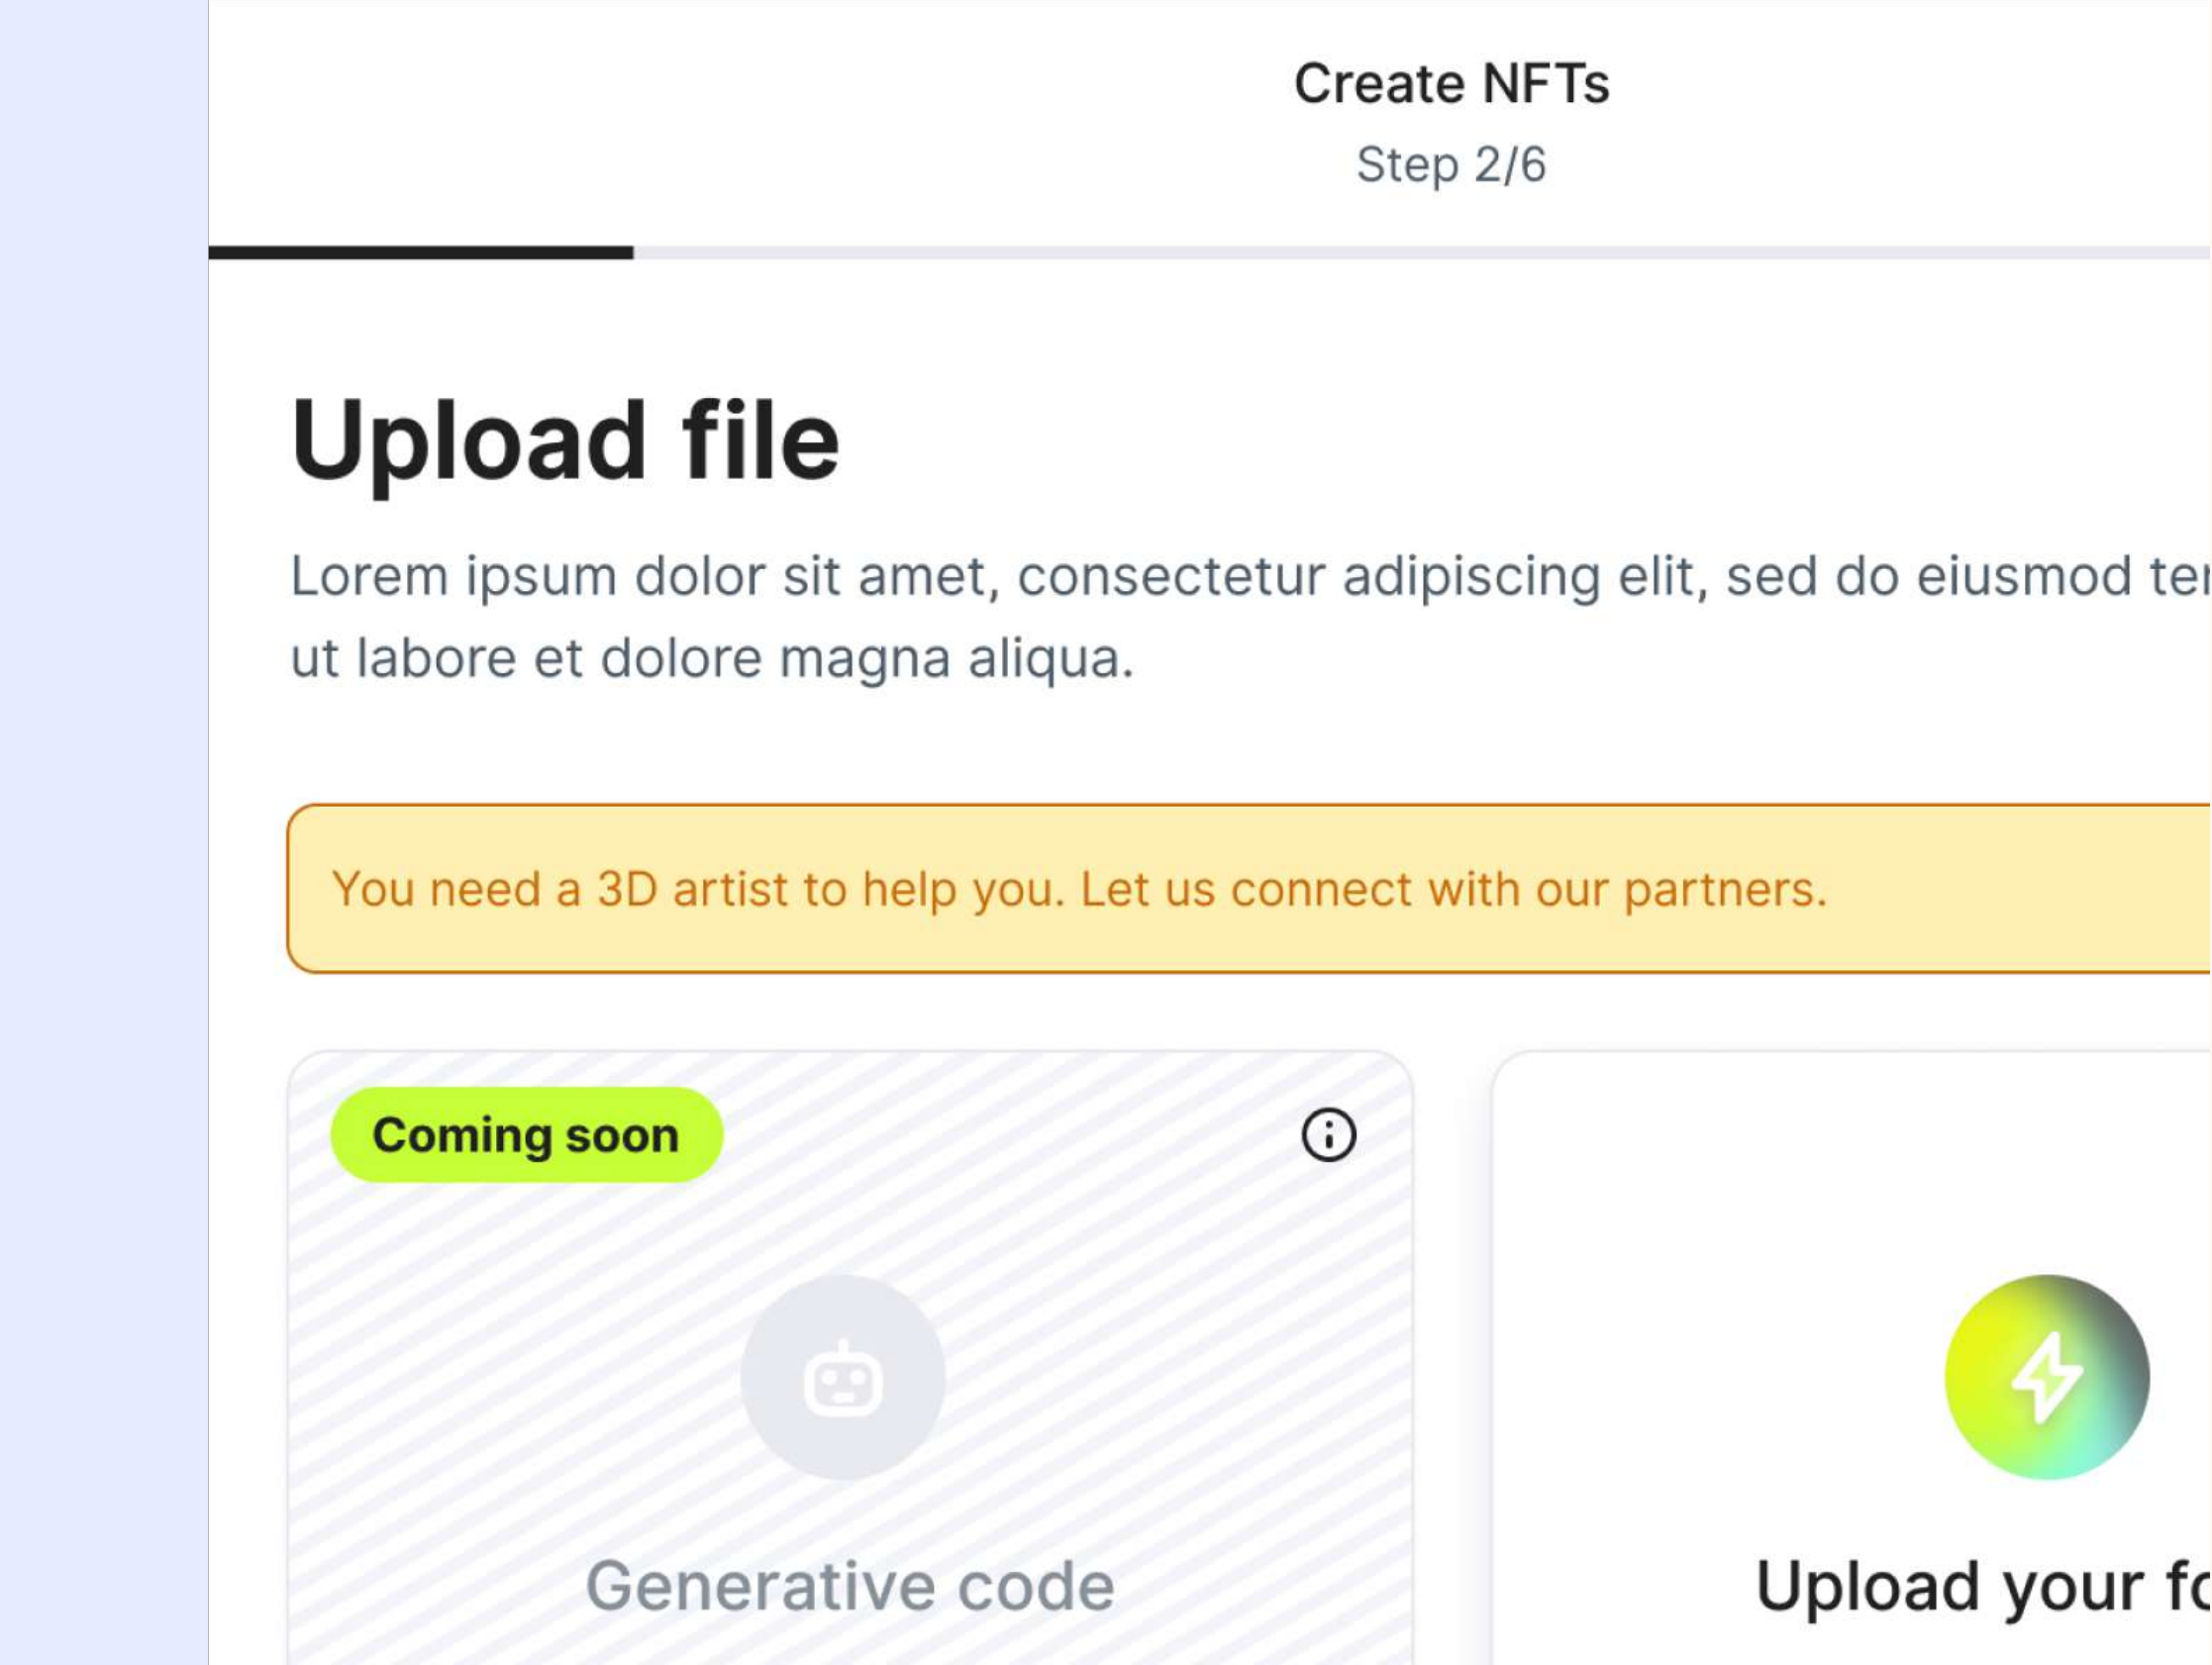 Create NFTs
Step 2/6
Upload file
Lorem ipsum dolor sit amet, consectetur adipiscing elit, sed do eiusmod
ut labore et dolore magna aliqua.
You need a 3D artist to help you. Let us connect with our partners.
Coming soon
Generative code
Upload your